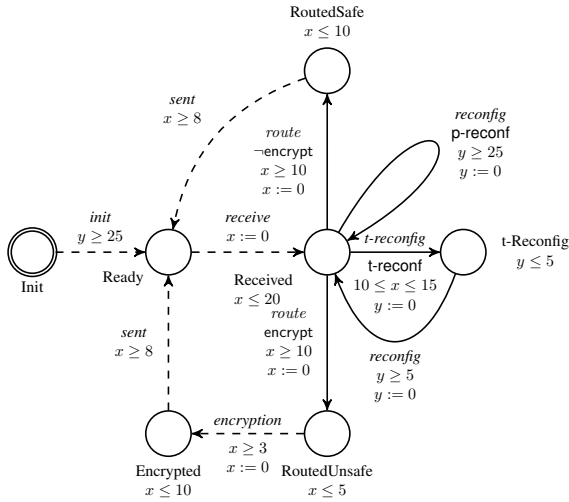 RoutedSafe
x ≤ 10
sent
x ≥ 8
route
¬encrypt
x ≥ 10
x := 0
reconfig
p-reconf
y ≥ 25
y := 0
init
y ≥ 25
receive
x := 0
t-reconfig
t-reconf
10 ≤ x ≤ 15
y := 0
t-Reconfig
y ≤ 5
Init
Ready
Received
x ≤ 20
route
encrypt
x ≥ 10
x := 0
sent
x ≥ 8
reconfig
y ≥ 5
y := 0
encryption
x ≥ 3
x := 0
Encrypted
x ≤ 10
RoutedUnsafe
x ≤ 5